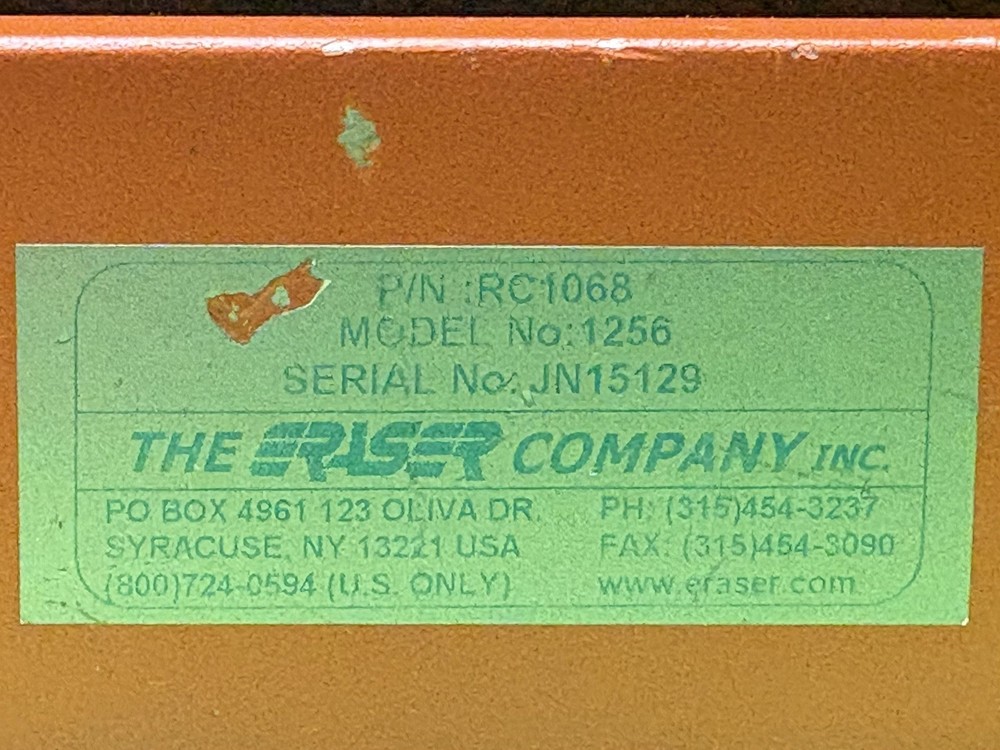 P/N :RC1068
MODEL No:1256
SERIAL No: JN15129
THE ERASER COMPANY INC.
PO BOX 4961 123 OLIVA DR. PH: (315)454-3237
SYRACUSE, NY 13221 USA FAX: (315)454-3090
(800)724-0594 (U.S. ONLY) www.eraser.com